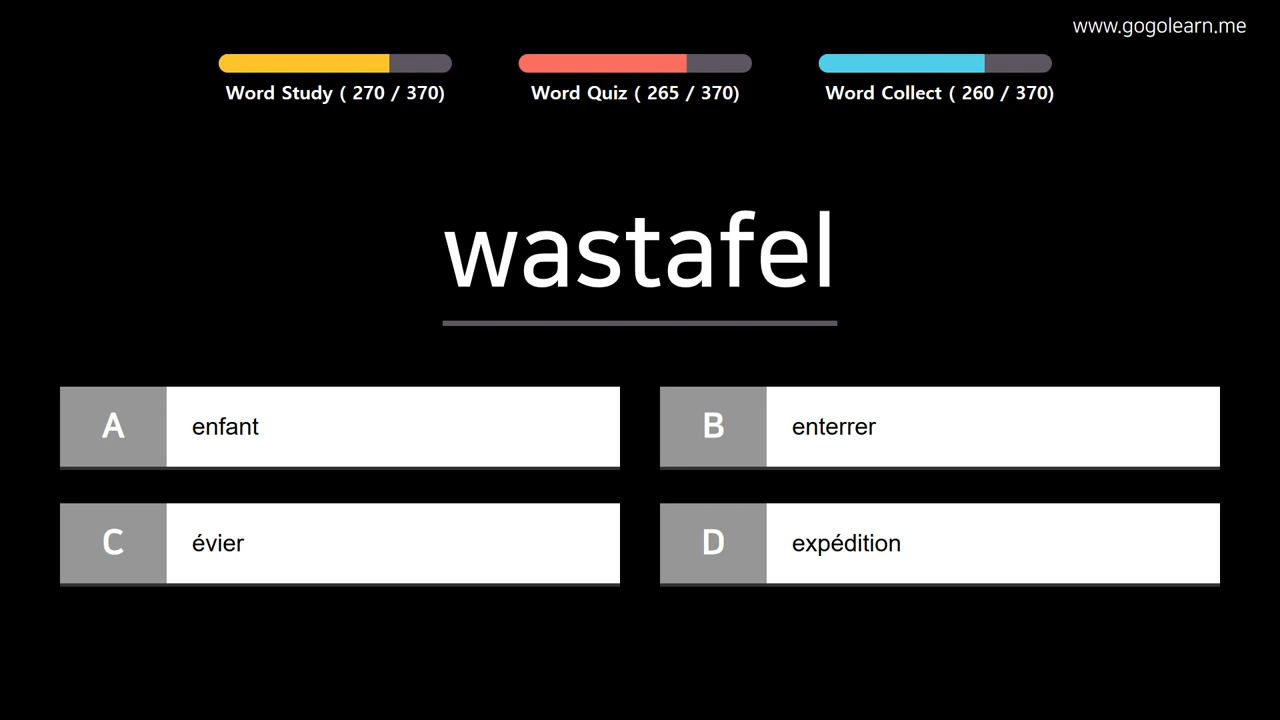 www.gogolearn.me
Word Study ( 270 / 370)
Word Quiz ( 265 / 370)
Word Collect ( 260 / 370)
wastafel
A enfant
B enterrer
C évier
D expédition